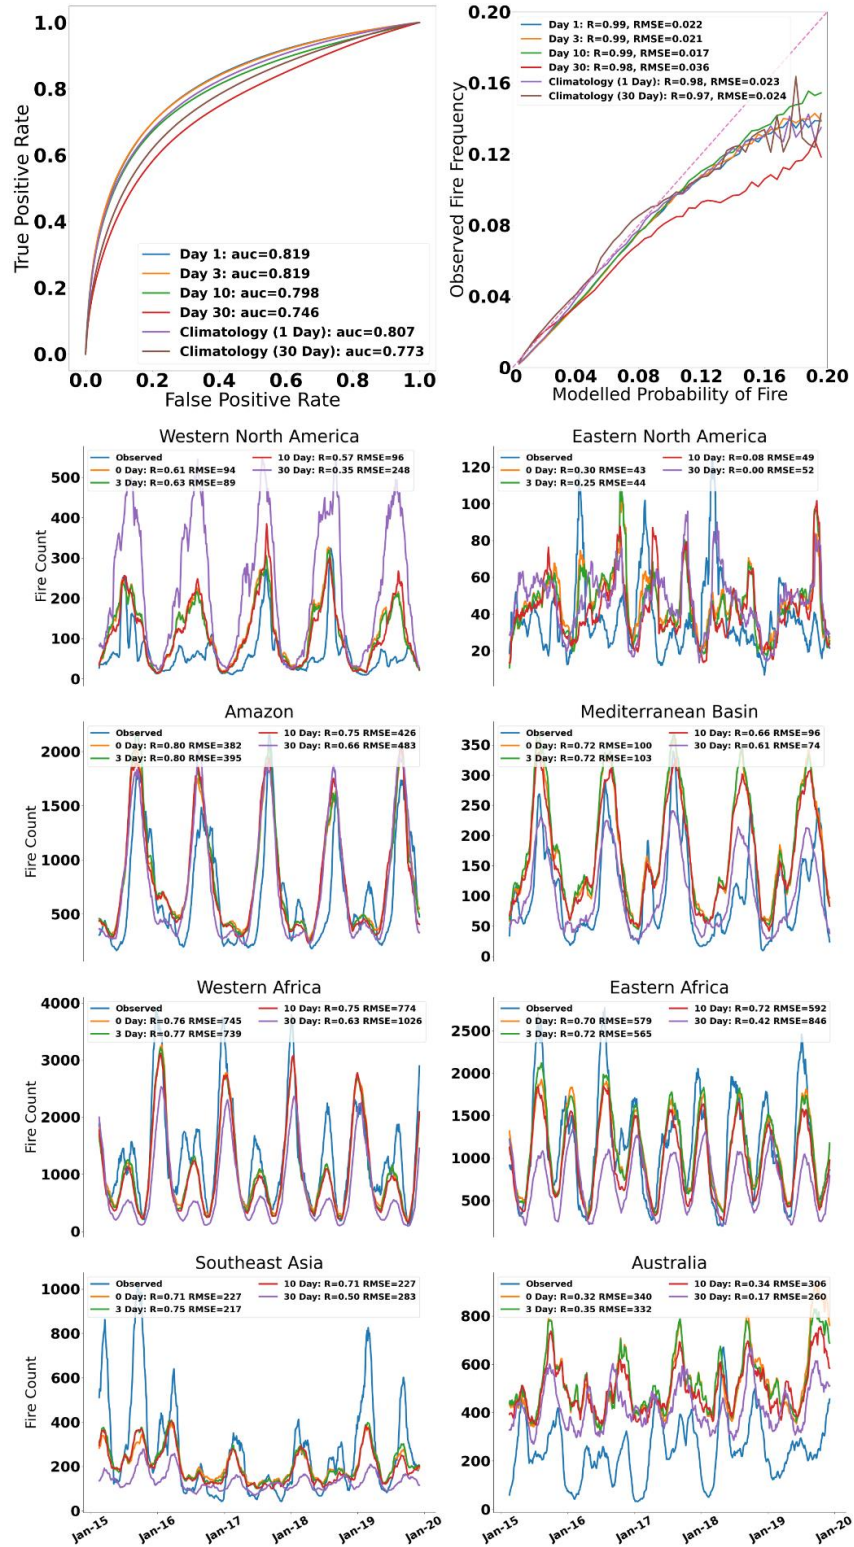 1.0
0.8
0.6
0.4
0.2
0.0
True Positive Rate
Day 1: auc=0.819
Day 3: auc=0.819
Day 10: auc=0.798
Day 30: auc=0.746
Climatology (1 Day): auc=0.807
Climatology (30 Day): auc=0.773
0.0 0.2 0.4 0.6 0.8 1.0
False Positive Rate
0.20
0.16
0.12
0.08
0.04
0
Observed Fire Frequency
Day 1: R=0.99, RMSE=0.022
Day 3: R=0.99, RMSE=0.021
Day 10: R=0.99, RMSE=0.017
Day 30: R=0.98, RMSE=0.036
Climatology (1 Day): R=0.98, RMSE=0.023
Climatology (30 Day): R=0.97, RMSE=0.024
0 0.04 0.08 0.12 0.16 0.20
Modelled Probability of Fire
Western North America
Observed
0 Day: R=0.61 RMSE=94
3 Day: R=0.63 RMSE=89
10 Day: R=0.57 RMSE=96
30 Day: R=0.35 RMSE=248
500
400
300
200
100
0
Fire Count
Eastern North America
Observed
0 Day: R=0.30 RMSE=43
3 Day: R=0.25 RMSE=44
10 Day: R=0.08 RMSE=49
30 Day: R=0.00 RMSE=52
120
100
80
60
40
20
Amazon
Observed
0 Day: R=0.80 RMSE=382
3 Day: R=0.80 RMSE=395
10 Day: R=0.75 RMSE=426
30 Day: R=0.66 RMSE=483
2000
1500
1000
500
Fire Count
Mediterranean Basin
Observed
0 Day: R=0.72 RMSE=100
3 Day: R=0.72 RMSE=103
10 Day: R=0.66 RMSE=96
30 Day: R=0.61 RMSE=74
350
300
250
200
150
100
50
0
Western Africa
Observed
0 Day: R=0.76 RMSE=745
3 Day: R=0.77 RMSE=739
10 Day: R=0.75 RMSE=774
30 Day: R=0.63 RMSE=1026
4000
3000
2000
1000
0
Fire Count
Eastern Africa
Observed
0 Day: R=0.70 RMSE=579
3 Day: R=0.72 RMSE=565
10 Day: R=0.72 RMSE=592
30 Day: R=0.42 RMSE=846
2500
2000
1500
1000
500
Southeast Asia
Observed
0 Day: R=0.71 RMSE=227
3 Day: R=0.75 RMSE=217
10 Day: R=0.71 RMSE=227
30 Day: R=0.50 RMSE=283
1000
800
600
400
200
0
Fire Count
Jan-15 Jan-16 Jan-17 Jan-18 Jan-19 Jan-20
Australia
Observed
0 Day: R=0.32 RMSE=340
3 Day: R=0.35 RMSE=332
10 Day: R=0.34 RMSE=306
30 Day: R=0.17 RMSE=260
800
600
400
200
0
Jan-15 Jan-16 Jan-17 Jan-18 Jan-19 Jan-20